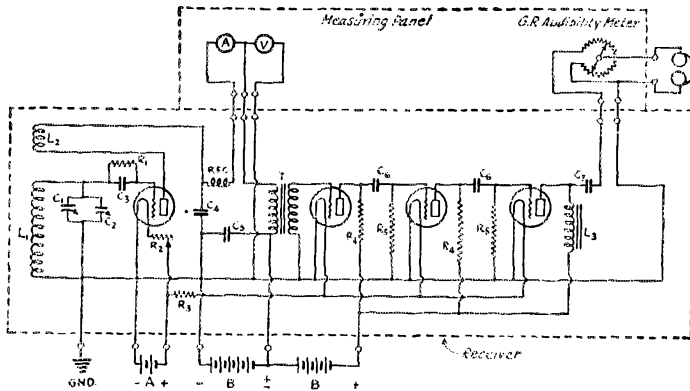 Measuring Panel
G.R. Audibility Meter
A
V
L2
R1
RFC
T
C6
C6
C7
C1
C3
C2
C4
C5
R4
R5
R4
R5
L3
L1
R2
R3
Receiver
GND.
- A +
- B + - B +